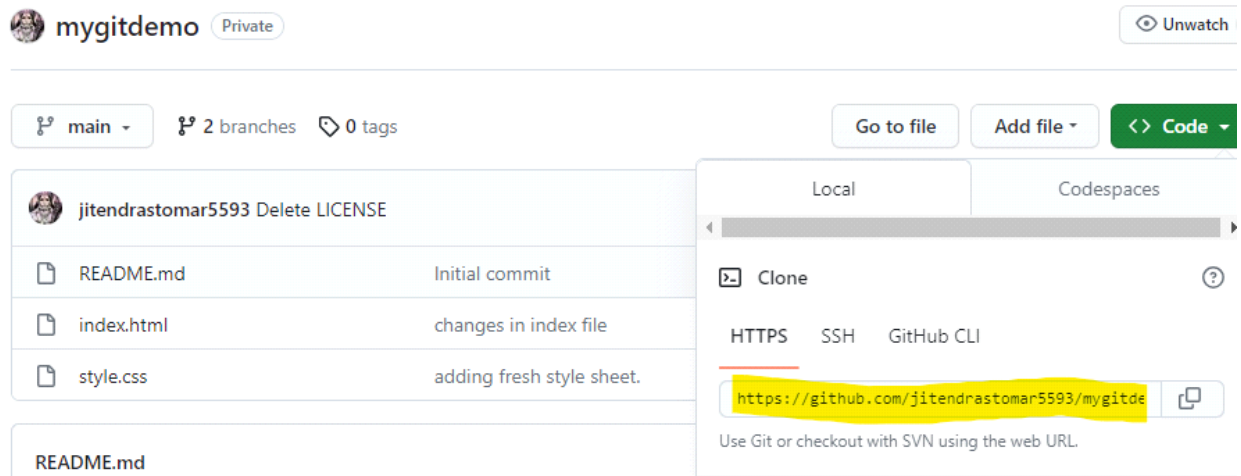 mygitdemo Private
Unwatch
main 2 branches 0 tags
Go to file Add file <> Code
jitendrastomar5593 Delete LICENSE
README.md Initial commit
index.html changes in index file
style.css adding fresh style sheet.
README.md
Local Codespaces
Clone
HTTPS SSH GitHub CLI
https://github.com/jitendrastomar5593/mygitde
Use Git or checkout with SVN using the web URL.